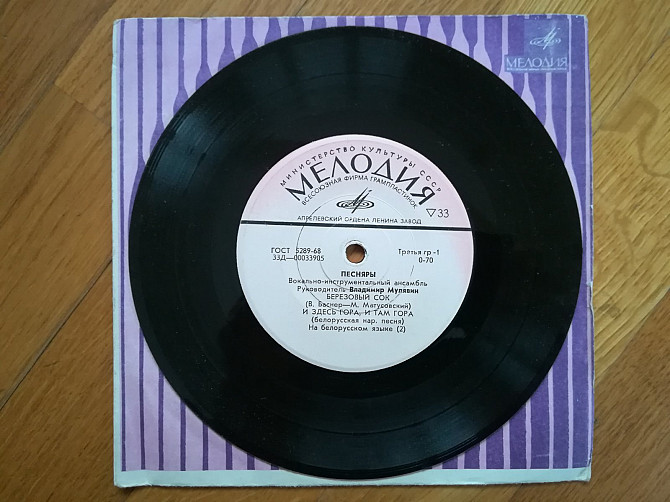 МЕЛОДИЯ
МИНИСТЕРСТВО КУЛЬТУРЫ СССР
МЕЛОДИЯ
ВСЕСОЮЗНАЯ ФИРМА ГРАМПЛАСТИНОК
▽33
АПРЕЛЕВСКИЙ ОРДЕНА ЛЕНИНА ЗАВОД
ГОСТ 5289-68
Третья гр-1
33Д—00033905
0-70
ПЕСНЯРЫ
Вокально-инструментальный ансамбль
Руководитель Владимир Мулявин
БЕРЕЗОВЫЙ СОК
(В. Баснер—М. Матусовский)
И ЗДЕСЬ ГОРА, И ТАМ ГОРА
(белорусская нар. песня)
На белорусском языке (2)